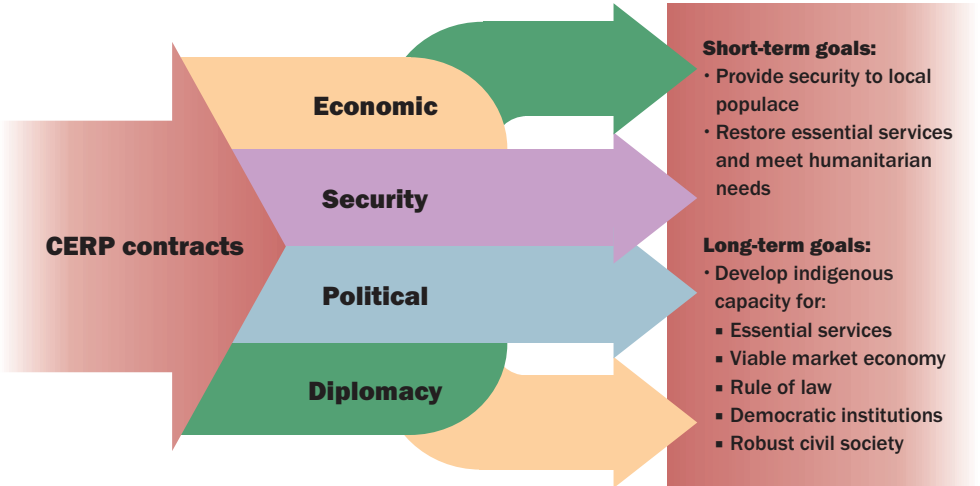 CERP contracts
Economic
Security
Political
Diplomacy
Short-term goals:
· Provide security to local
populace
· Restore essential services
and meet humanitarian
needs
Long-term goals:
· Develop indigenous
capacity for:
▪ Essential services
▪ Viable market economy
▪ Rule of law
▪ Democratic institutions
▪ Robust civil society